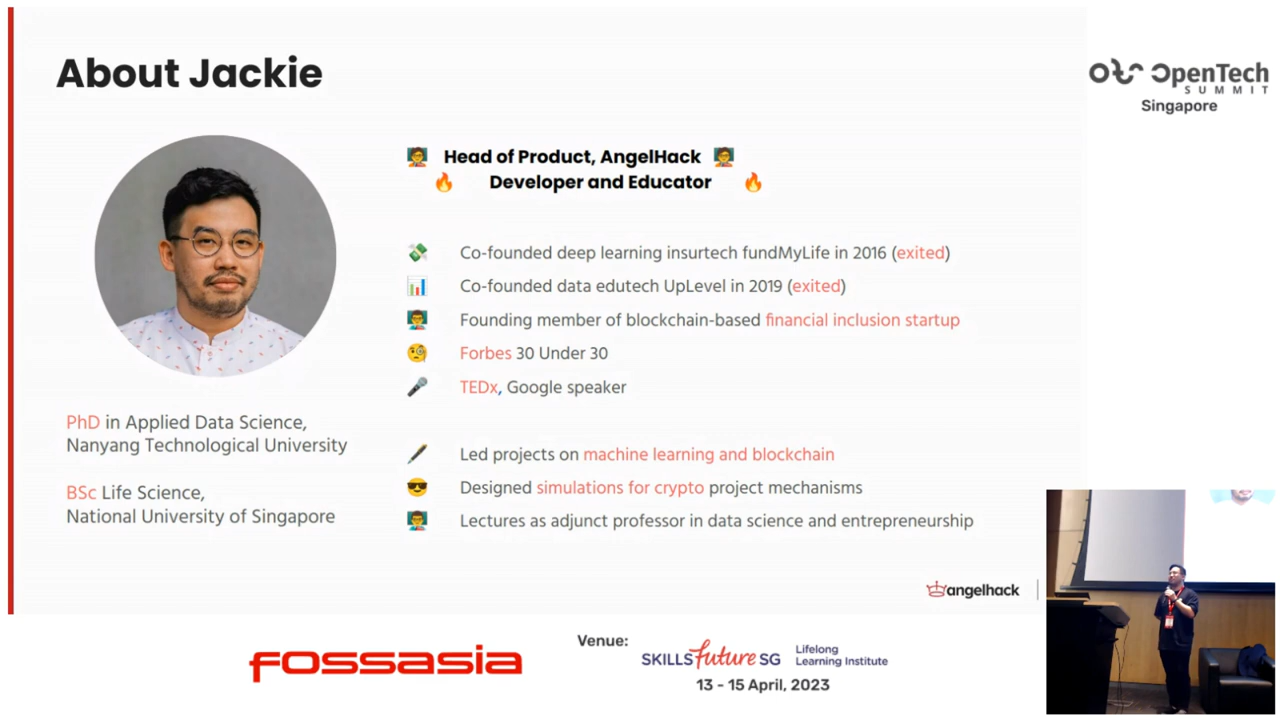 About Jackie
Head of Product, AngelHack
Developer and Educator
Co-founded deep learning insurtech fundMyLife in 2016 (exited)
Co-founded data edutech UpLevel in 2019 (exited)
Founding member of blockchain-based financial inclusion startup
Forbes 30 Under 30
TEDx, Google speaker
Led projects on machine learning and blockchain
Designed simulations for crypto project mechanisms
Lectures as adjunct professor in data science and entrepreneurship
PhD in Applied Data Science,
Nanyang Technological University
BSc Life Science,
National University of Singapore
angelhack
OpenTech
SUMMIT
Singapore
fossasia
Venue:
SKILLSfuture SG
Lifelong
Learning Institute
13 - 15 April, 2023